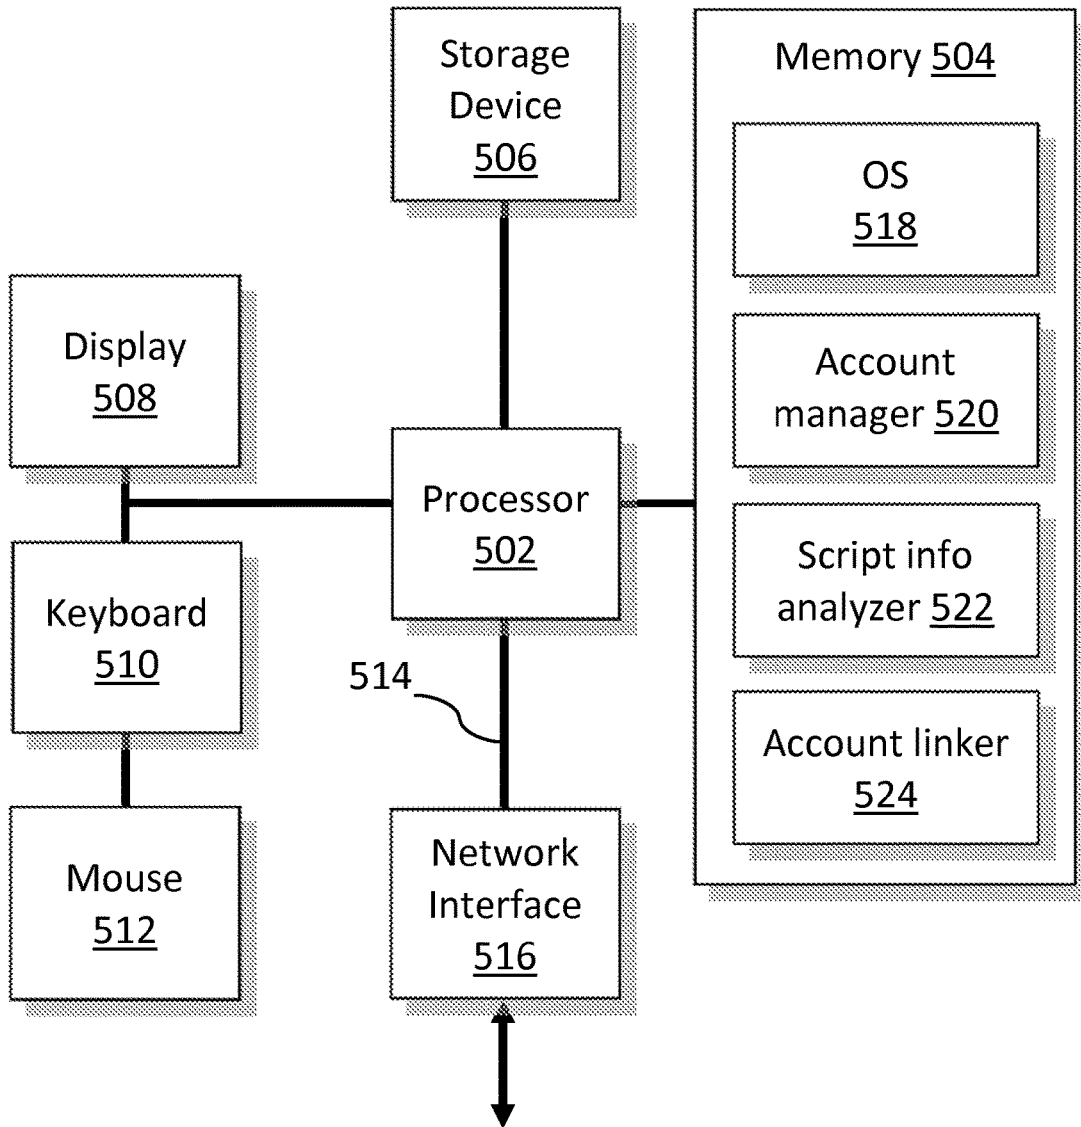 Storage
Device
506
Memory 504
OS
518
Account
manager 520
Script info
analyzer 522
Account linker
524
Display
508
Processor
502
Keyboard
510
514
Mouse
512
Network
Interface
516